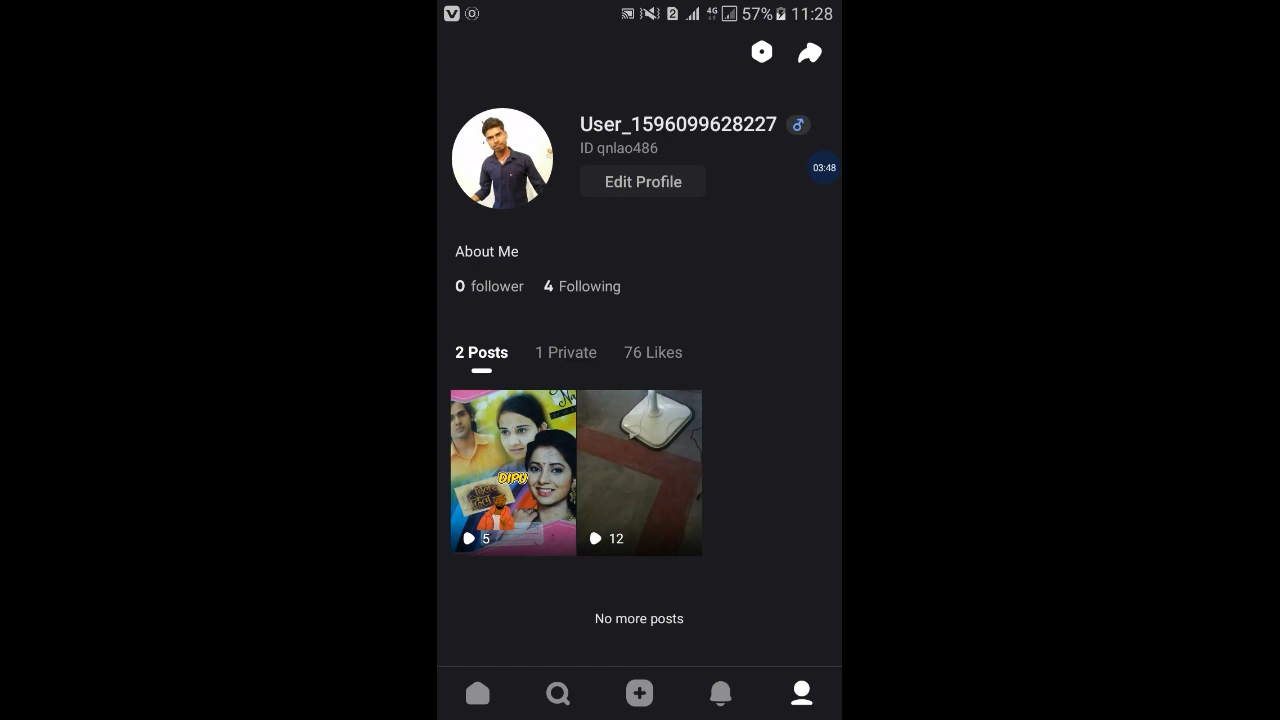 4G 57% 11:28
User_1596099628227
ID qnlao486
03:48
Edit Profile
About Me
0 follower 4 Following
2 Posts 1 Private 76 Likes
DIPU
5 12
No more posts